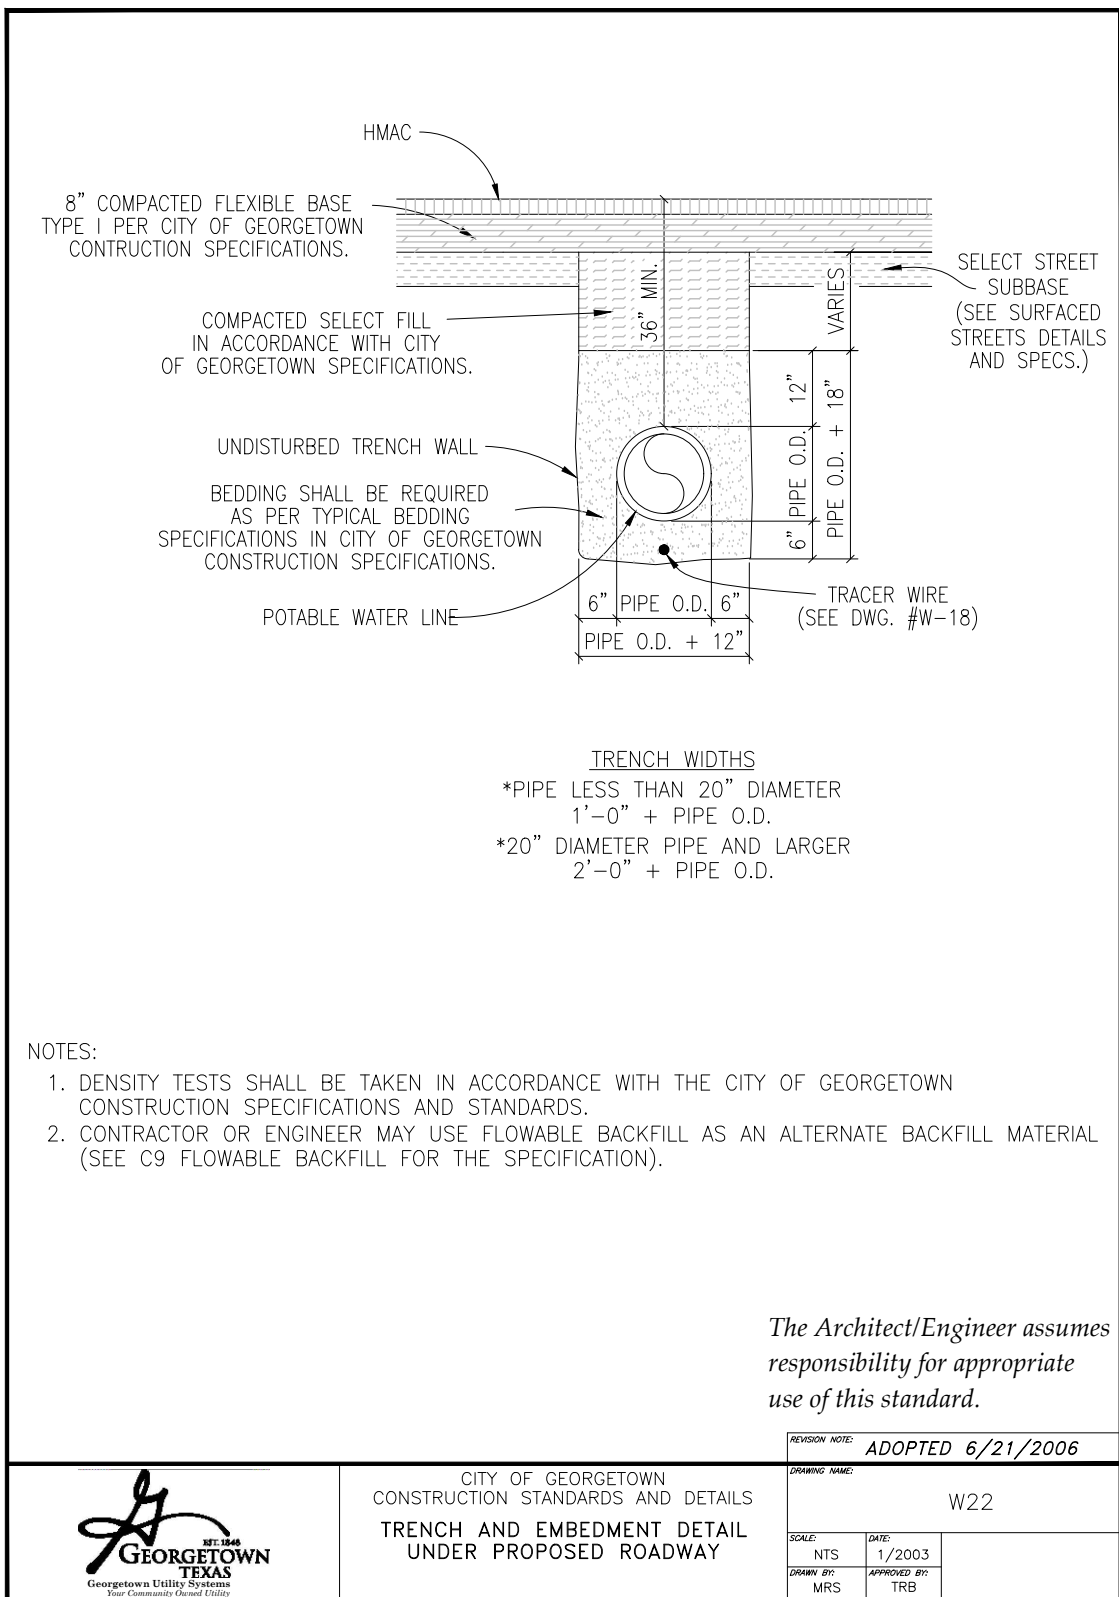 HMAC
8" COMPACTED FLEXIBLE BASE
TYPE I PER CITY OF GEORGETOWN
CONTRUCTION SPECIFICATIONS.
COMPACTED SELECT FILL
IN ACCORDANCE WITH CITY
OF GEORGETOWN SPECIFICATIONS.
UNDISTURBED TRENCH WALL
BEDDING SHALL BE REQUIRED
AS PER TYPICAL BEDDING
SPECIFICATIONS IN CITY OF GEORGETOWN
CONSTRUCTION SPECIFICATIONS.
POTABLE WATER LINE
36" MIN.
VARIES
SELECT STREET
SUBBASE
(SEE SURFACED
STREETS DETAILS
AND SPECS.)
12"
PIPE O.D.
6"
PIPE O.D. + 18"
TRACER WIRE
(SEE DWG. #W-18)
6" PIPE O.D. 6"
PIPE O.D. + 12"
TRENCH WIDTHS
*PIPE LESS THAN 20" DIAMETER
1'-0" + PIPE O.D.
*20" DIAMETER PIPE AND LARGER
2'-0" + PIPE O.D.
NOTES:
1. DENSITY TESTS SHALL BE TAKEN IN ACCORDANCE WITH THE CITY OF GEORGETOWN
CONSTRUCTION SPECIFICATIONS AND STANDARDS.
2. CONTRACTOR OR ENGINEER MAY USE FLOWABLE BACKFILL AS AN ALTERNATE BACKFILL MATERIAL
(SEE C9 FLOWABLE BACKFILL FOR THE SPECIFICATION).
The Architect/Engineer assumes
responsibility for appropriate
use of this standard.
REVISION NOTE: ADOPTED 6/21/2006
EST. 1848
GEORGETOWN
TEXAS
Georgetown Utility Systems
Your Community Owned Utility
CITY OF GEORGETOWN
CONSTRUCTION STANDARDS AND DETAILS
TRENCH AND EMBEDMENT DETAIL
UNDER PROPOSED ROADWAY
DRAWING NAME:
W22
SCALE:
NTS
DATE:
1/2003
DRAWN BY:
MRS
APPROVED BY:
TRB